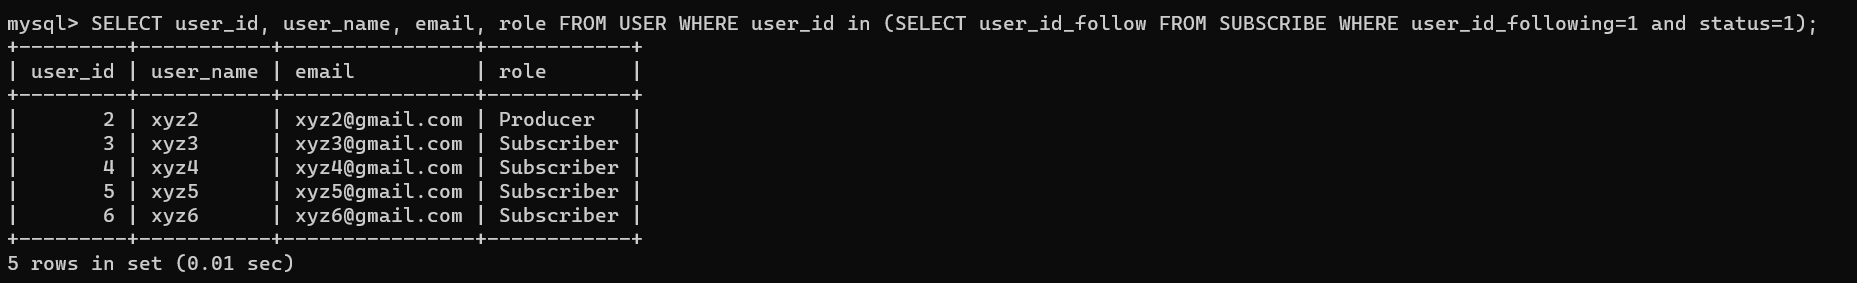 mysql> SELECT user_id, user_name, email, role FROM USER WHERE user_id in (SELECT user_id_follow FROM SUBSCRIBE WHERE user_id_following=1 and status=1);
+---------+-----------+----------------+------------+
| user_id | user_name | email          | role       |
+---------+-----------+----------------+------------+
|       2 | xyz2      | xyz2@gmail.com | Producer   |
|       3 | xyz3      | xyz3@gmail.com | Subscriber |
|       4 | xyz4      | xyz4@gmail.com | Subscriber |
|       5 | xyz5      | xyz5@gmail.com | Subscriber |
|       6 | xyz6      | xyz6@gmail.com | Subscriber |
+---------+-----------+----------------+------------+
5 rows in set (0.01 sec)